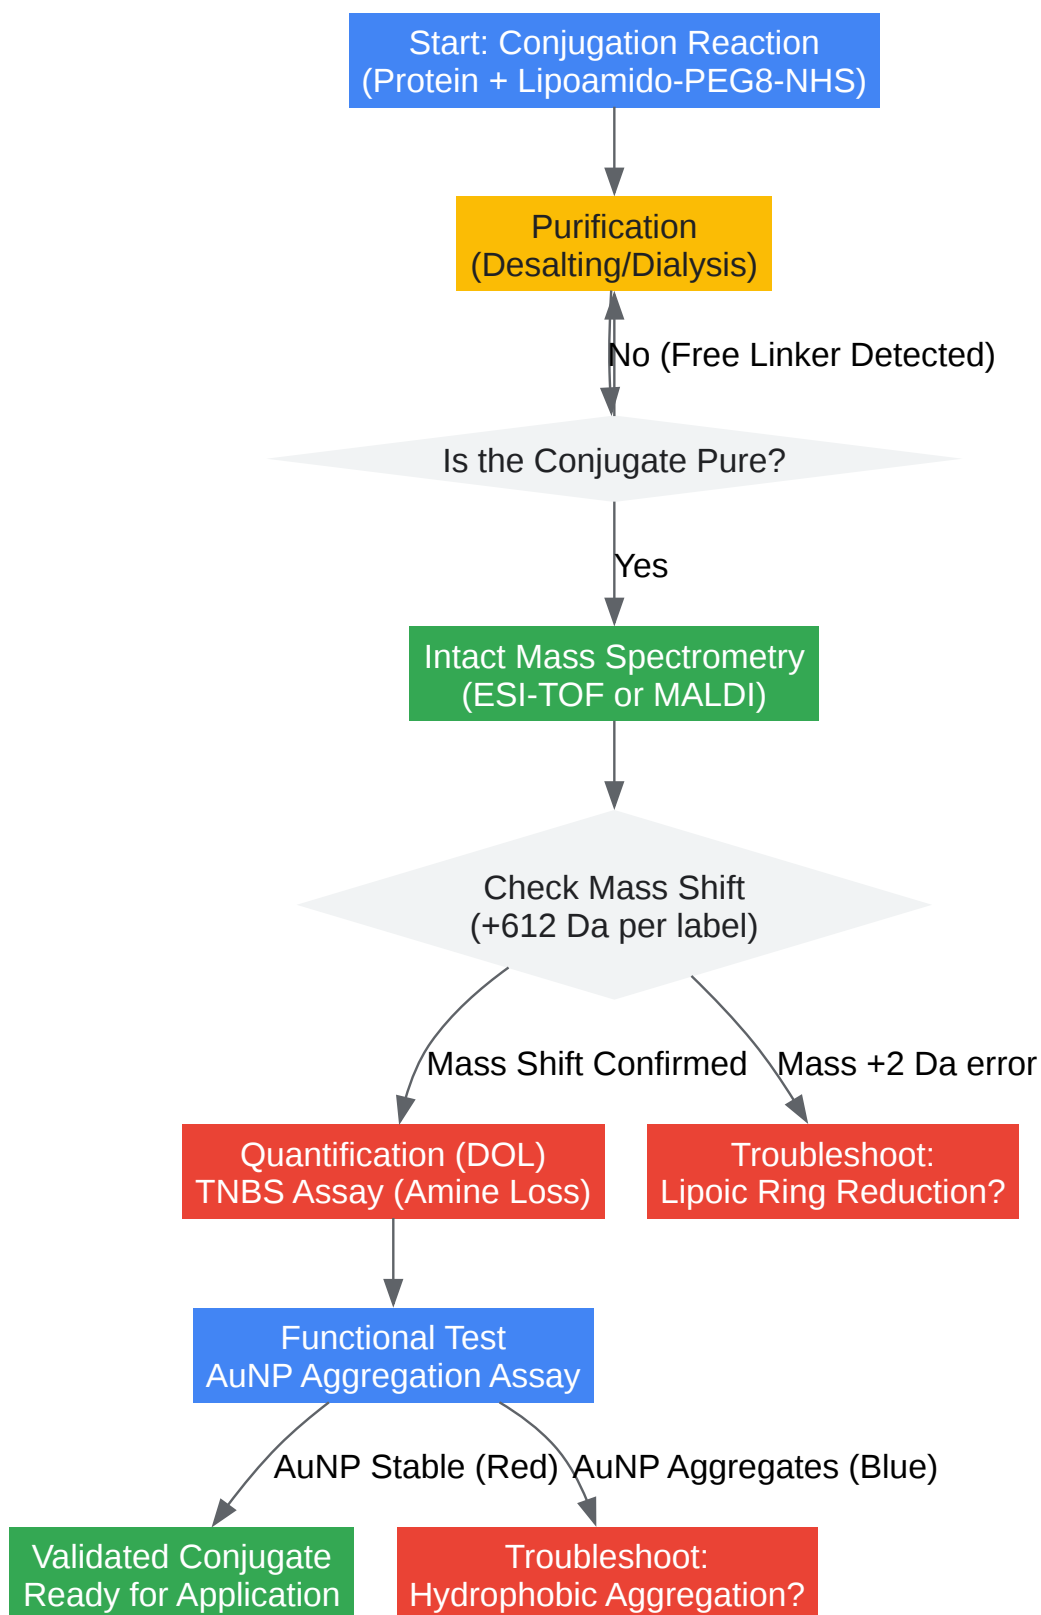 Start: Conjugation Reaction
(Protein + Lipoamido-PEG8-NHS)
Purification
(Desalting/Dialysis)
No (Free Linker Detected)
Is the Conjugate Pure?
Yes
Intact Mass Spectrometry
(ESI-TOF or MALDI)
Check Mass Shift
(+612 Da per label)
Mass Shift Confirmed
Mass +2 Da error
Quantification (DOL)
TNBS Assay (Amine Loss)
Troubleshoot:
Lipoic Ring Reduction?
Functional Test
AuNP Aggregation Assay
AuNP Stable (Red)
AuNP Aggregates (Blue)
Validated Conjugate
Ready for Application
Troubleshoot:
Hydrophobic Aggregation?